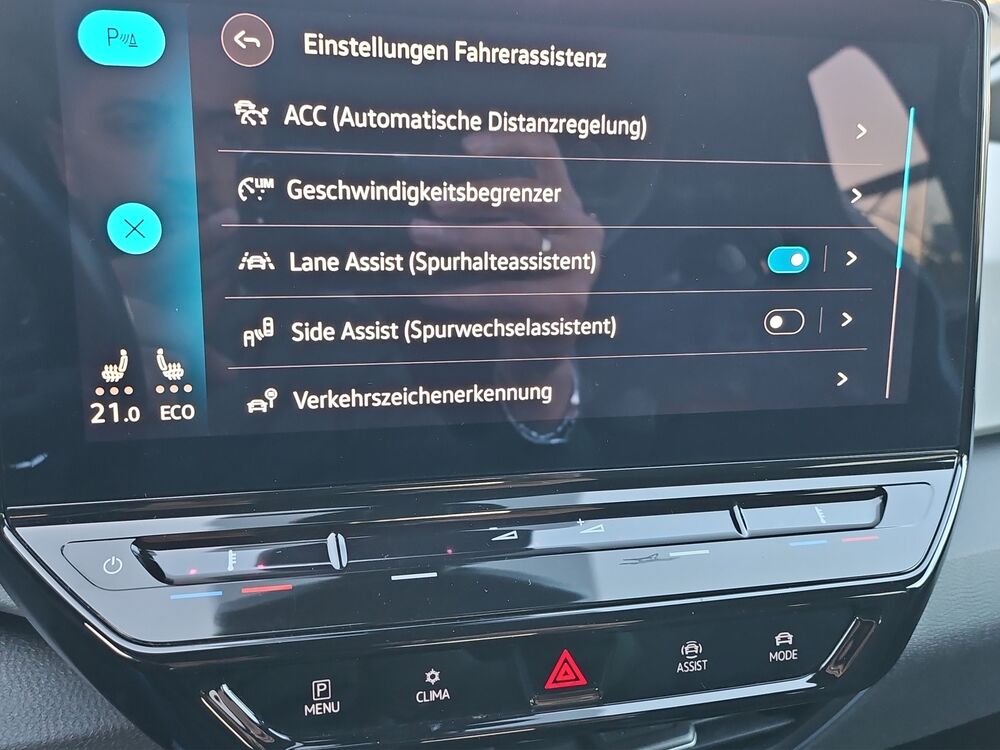 P
Einstellungen Fahrerassistenz
ACC (Automatische Distanzregelung)
LIM
Geschwindigkeitsbegrenzer
Lane Assist (Spurhalteassistent)
Side Assist (Spurwechselassistent)
Verkehrszeichenerkennung
21.0 ECO
P
MENU
CLIMA
ASSIST
MODE